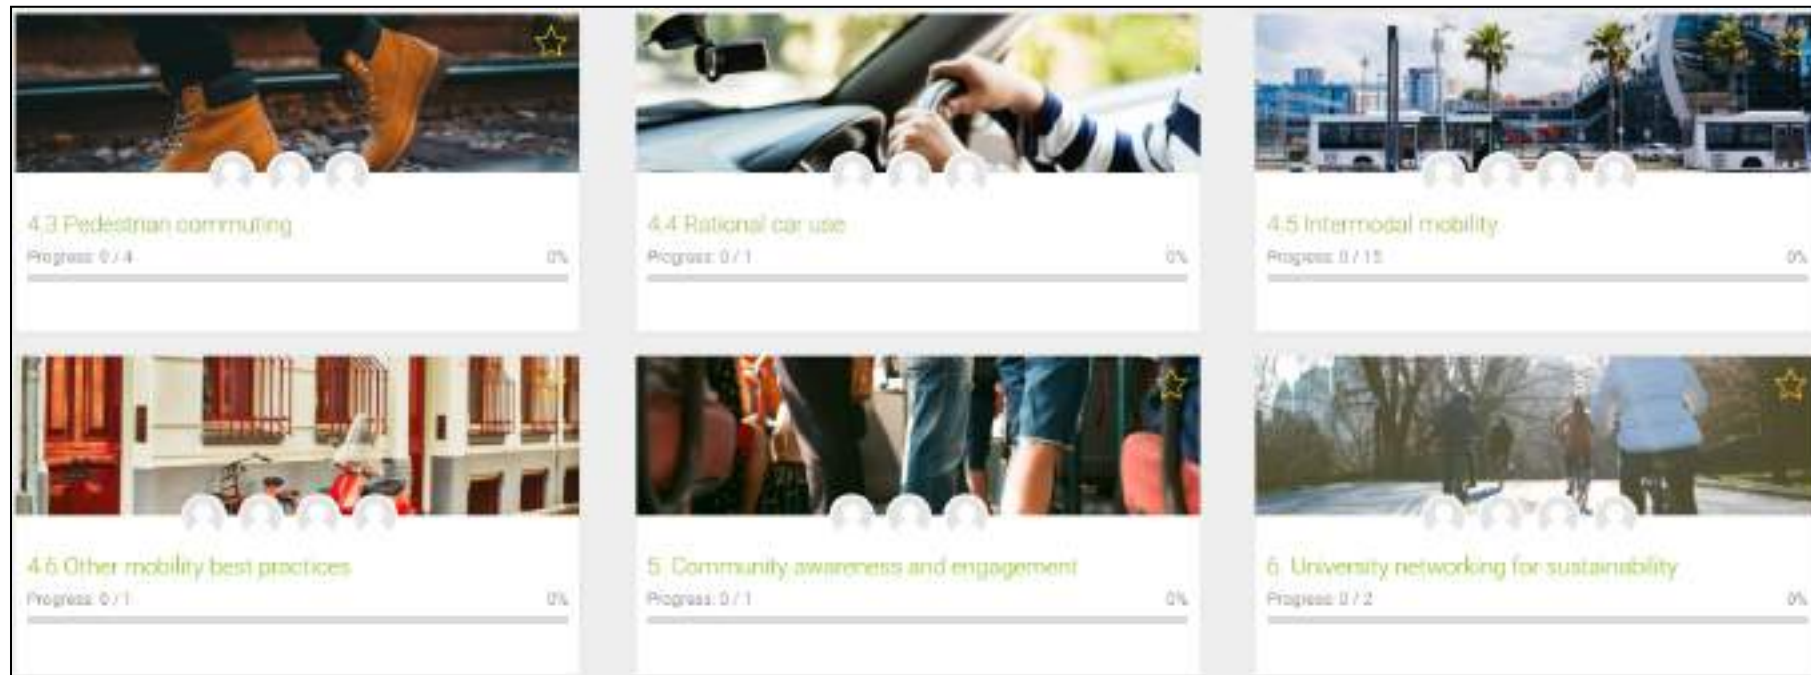 4.3 Pedestrian commuting
Progress: 0 / 4 0%
4.4 Rational car use
Progress: 0 / 1 0%
4.5 Intermodal mobility
Progress: 0 / 15 0%
4.6 Other mobility best practices
Progress: 0 / 1 0%
5. Community awareness and engagement
Progress: 0 / 1 0%
6. University networking for sustainability
Progress: 0 / 2 0%